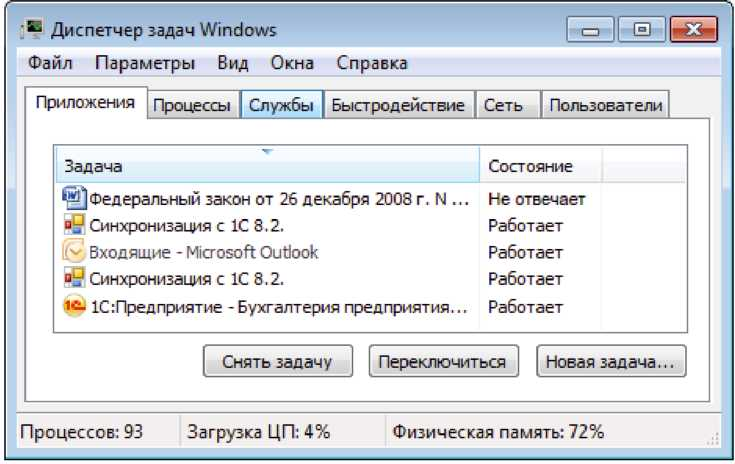 Диспетчер задач Windows
Файл Параметры Вид Окна Справка
Приложения Процессы Службы Быстродействие Сеть Пользователи
Задача Состояние
Федеральный закон от 26 декабря 2008 г. N ... Не отвечает
Синхронизация с 1С 8.2. Работает
Входящие - Microsoft Outlook Работает
Синхронизация с 1С 8.2. Работает
1С:Предприятие - Бухгалтерия предприятия... Работает
Снять задачу Переключиться Новая задача...
Процессов: 93 Загрузка ЦП: 4% Физическая память: 72%